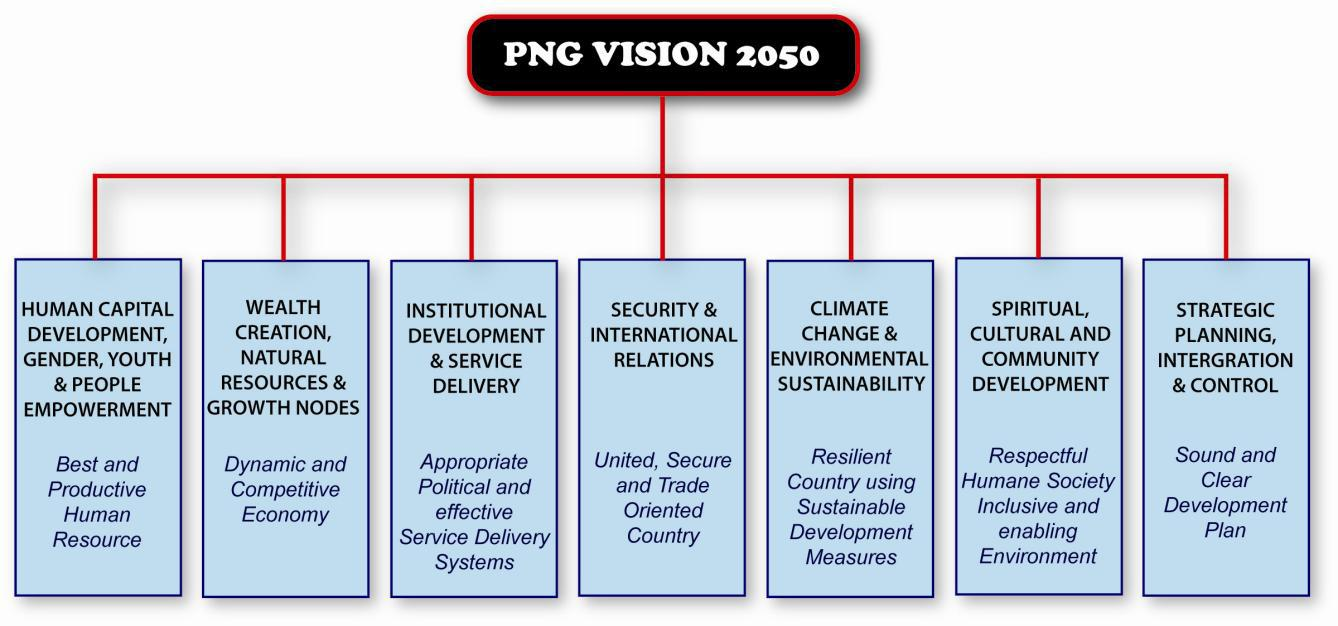 PNG VISION 2050
HUMAN CAPITAL
DEVELOPMENT,
GENDER, YOUTH
& PEOPLE
EMPOWERMENT
Best and
Productive
Human
Resource
WEALTH
CREATION,
NATURAL
RESOURCES &
GROWTH NODES
Dynamic and
Competitive
Economy
INSTITUTIONAL
DEVELOPMENT
& SERVICE
DELIVERY
Appropriate
Political and
effective
Service Delivery
Systems
SECURITY &
INTERNATIONAL
RELATIONS
United, Secure
and Trade
Oriented
Country
CLIMATE
CHANGE &
ENVIRONMENTAL
SUSTAINABILITY
Resilient
Country using
Sustainable
Development
Measures
SPIRITUAL,
CULTURAL AND
COMMUNITY
DEVELOPMENT
Respectful
Humane Society
Inclusive and
enabling
Environment
STRATEGIC
PLANNING,
INTERGRATION
& CONTROL
Sound and
Clear
Development
Plan